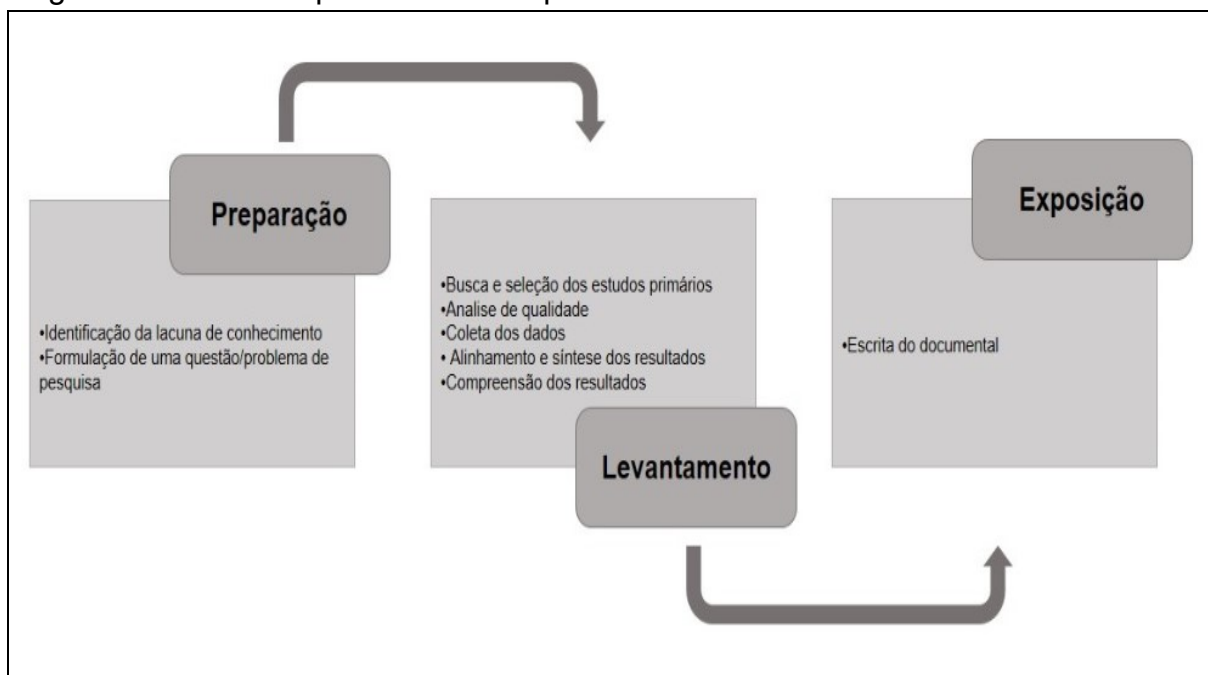 Preparação
•Identificação da lacuna de conhecimento
•Formulação de uma questão/problema de
pesquisa
•Busca e seleção dos estudos primários
•Analise de qualidade
•Coleta dos dados
• Alinhamento e síntese dos resultados
•Compreensão dos resultados
Levantamento
Exposição
•Escrita do documental